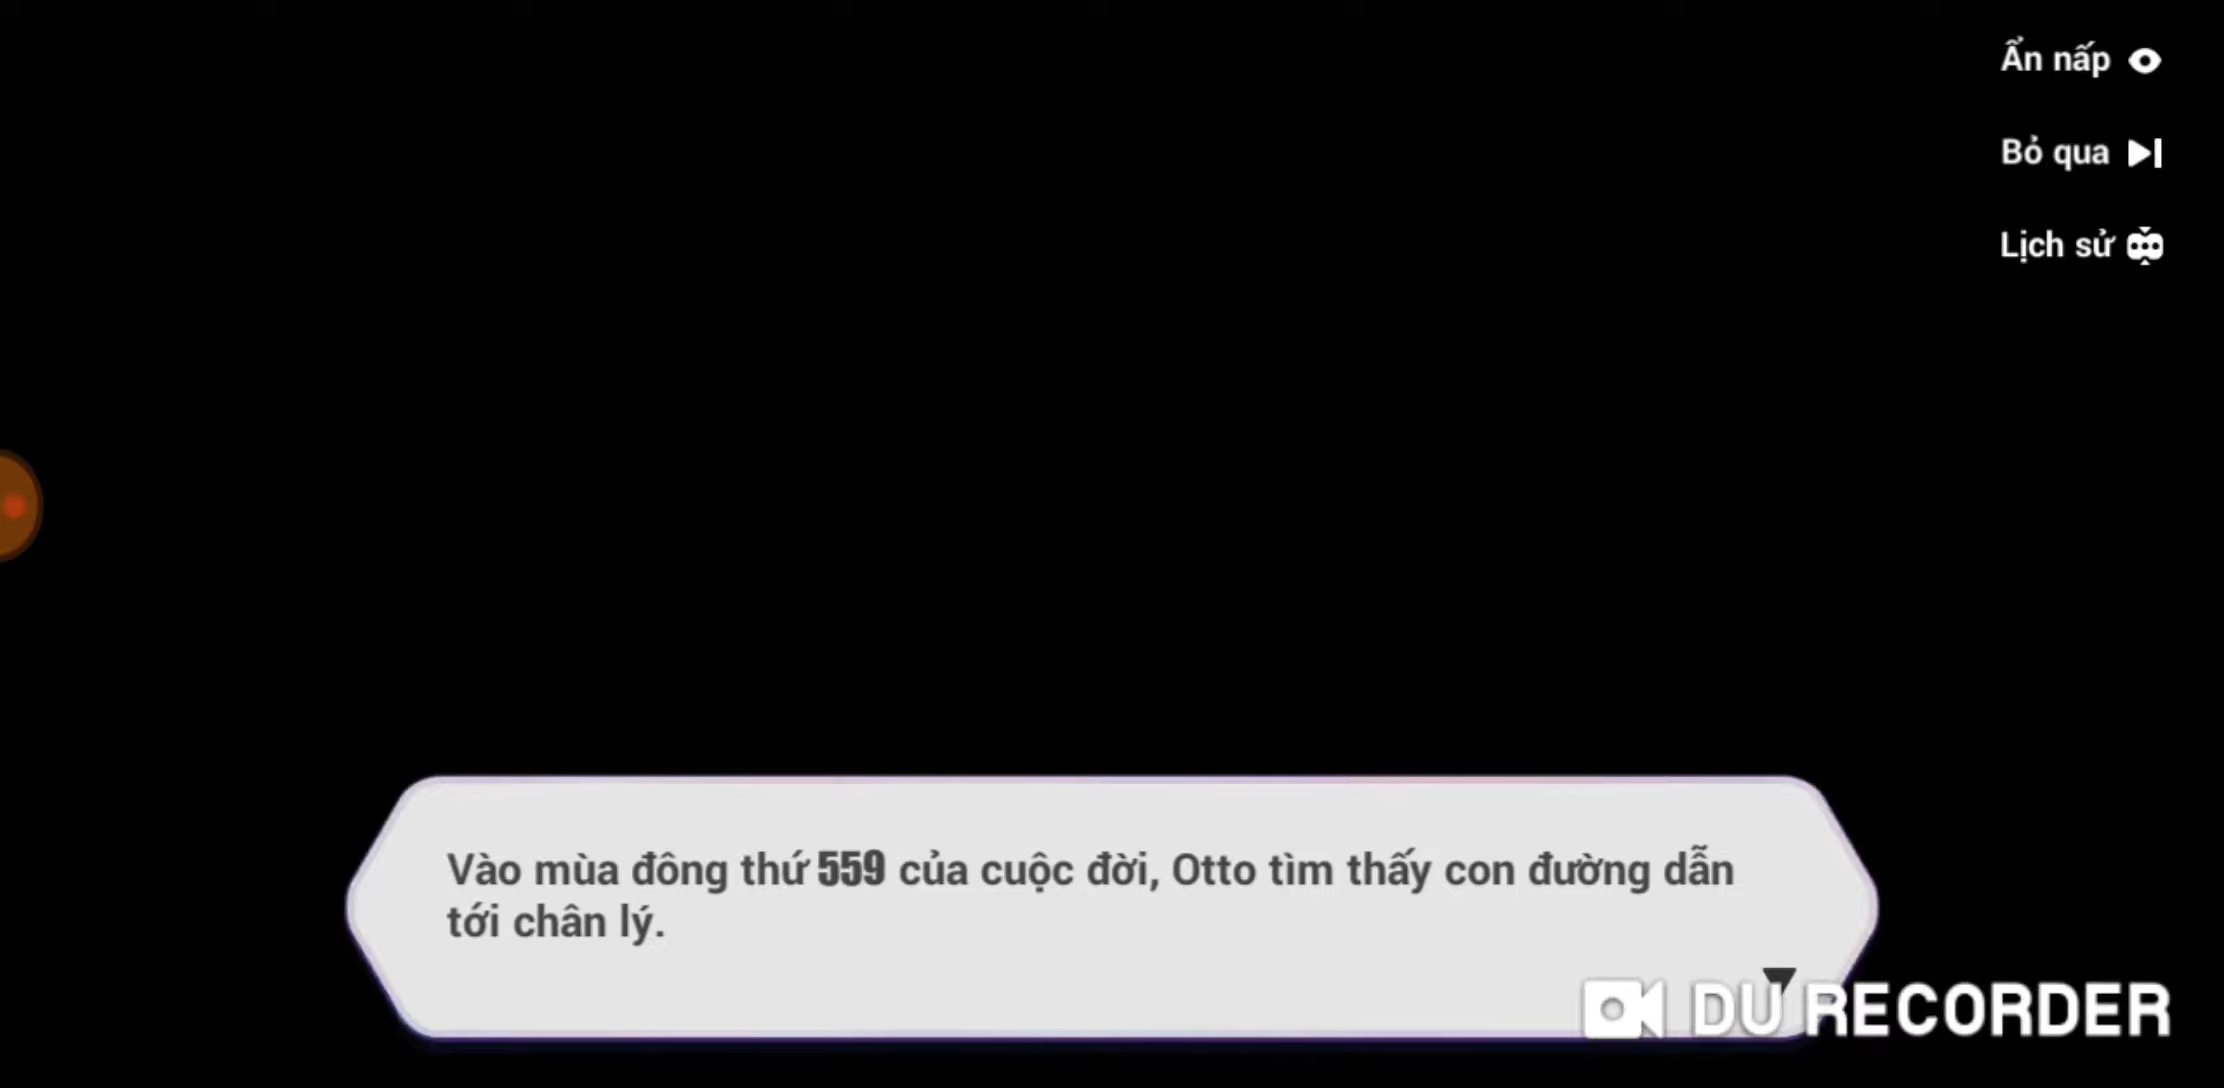 Ẩn nấp
Bỏ qua
Lịch sử
Vào mùa đông thứ 559 của cuộc đời, Otto tìm thấy con đường dẫn
tới chân lý.
DU RECORDER